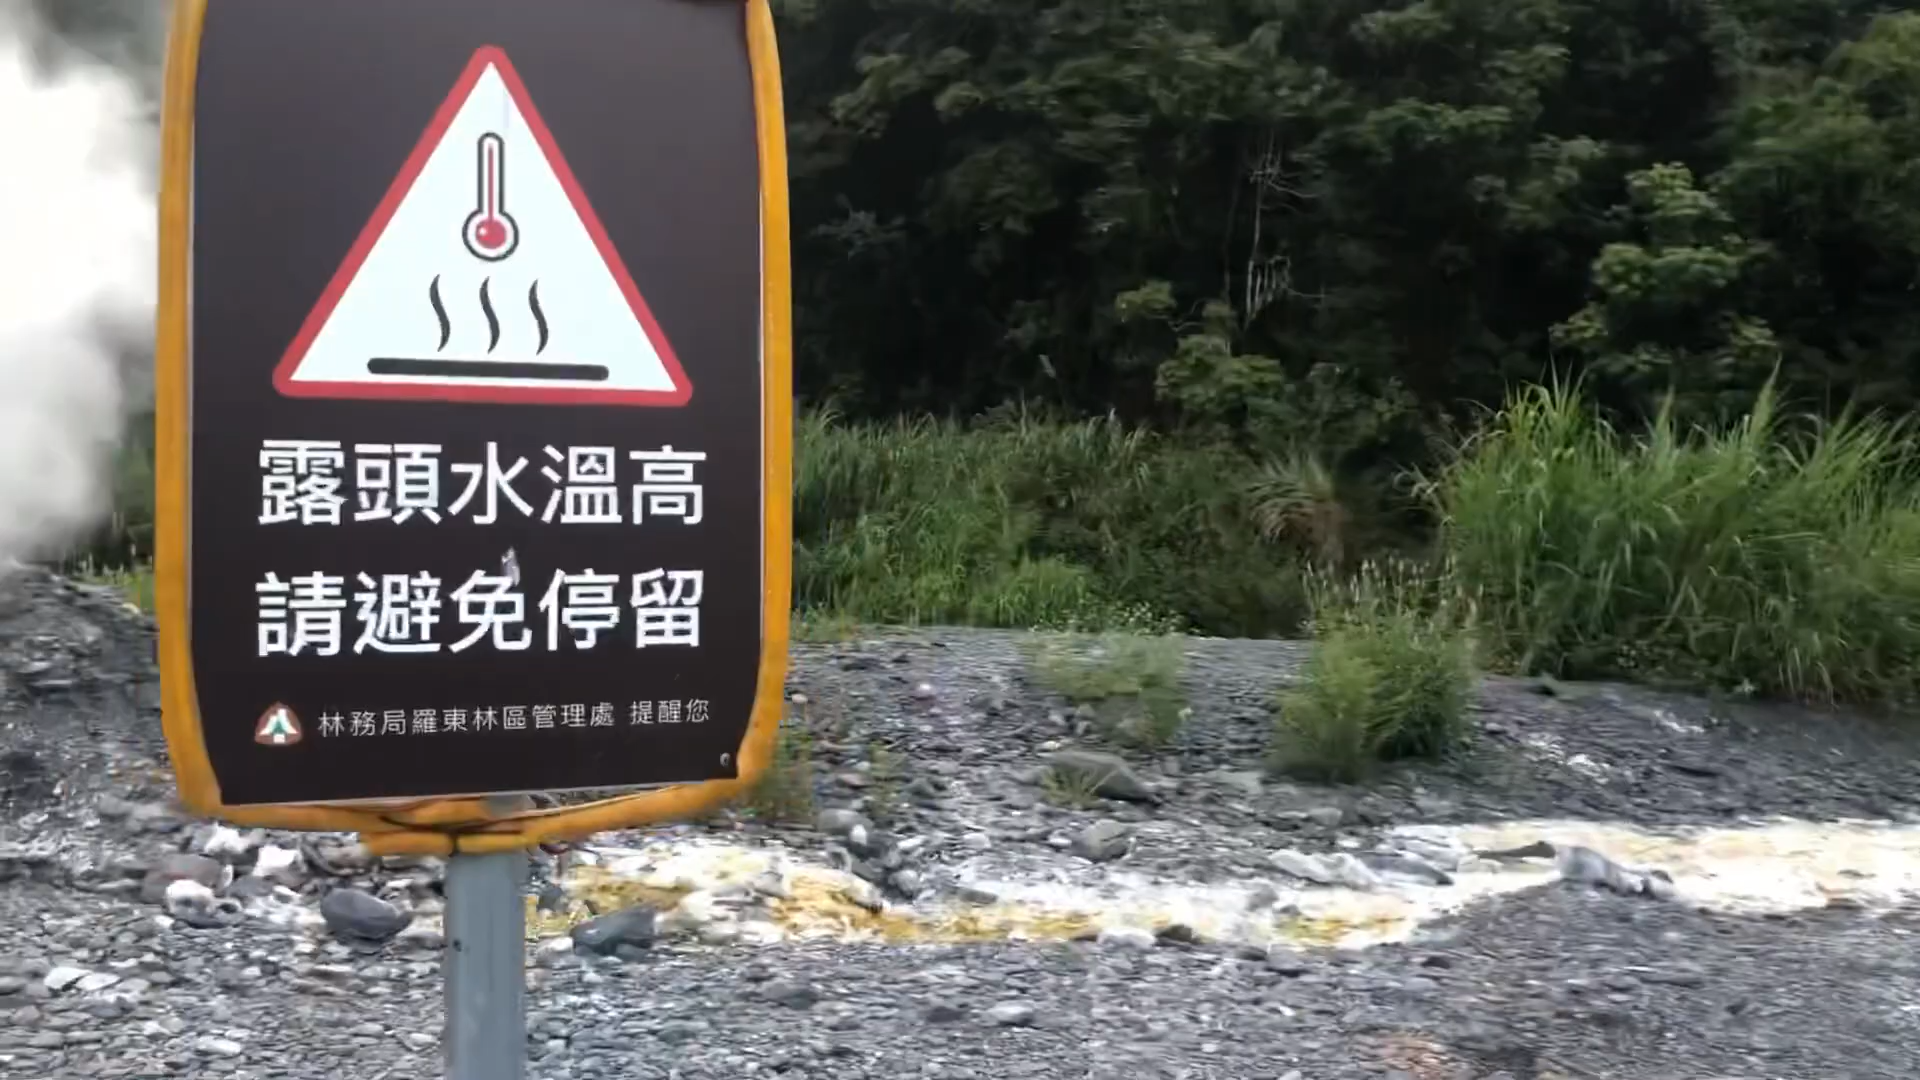 露頭水溫高
請避免停留
林務局羅東林區管理處 提醒您